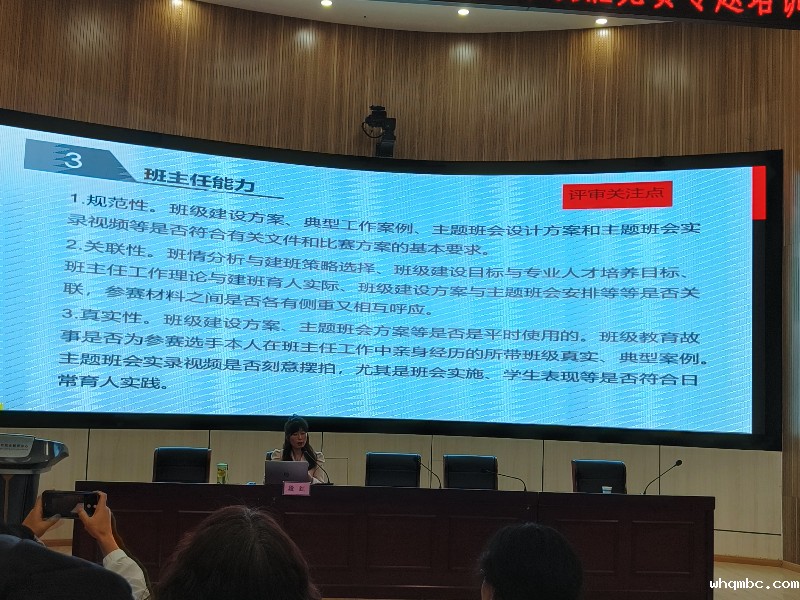 竞赛专题培训
3
班主任能力
评审关注点
1.规范性。班级建设方案、典型工作案例、主题班会设计方案和主题班会实
录视频等是否符合有关文件和比赛方案的基本要求。
2.关联性。班情分析与建班策略选择、班级建设目标与专业人才培养目标、
班主任工作理论与建班育人实际、班级建设方案与主题班会安排等等是否关
联，参赛材料之间是否各有侧重又相互呼应。
3.真实性。班级建设方案、主题班会方案等是否是平时使用的。班级教育故
事是否为参赛选手本人在班主任工作中亲身经历的所带班级真实、典型案例。
主题班会实录视频是否刻意摆拍，尤其是班会实施、学生表现等是否符合日
常育人实践。
whqmbc.com